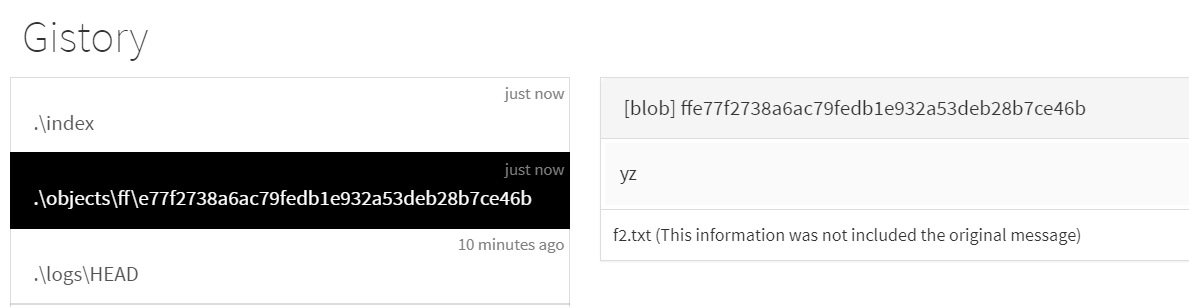 Gistory
just now
.\index
just now
.\objects\ff\e77f2738a6ac79fedb1e932a53deb28b7ce46b
10 minutes ago
.\logs\HEAD
[blob] ffe77f2738a6ac79fedb1e932a53deb28b7ce46b
yz
f2.txt (This information was not included the original message)